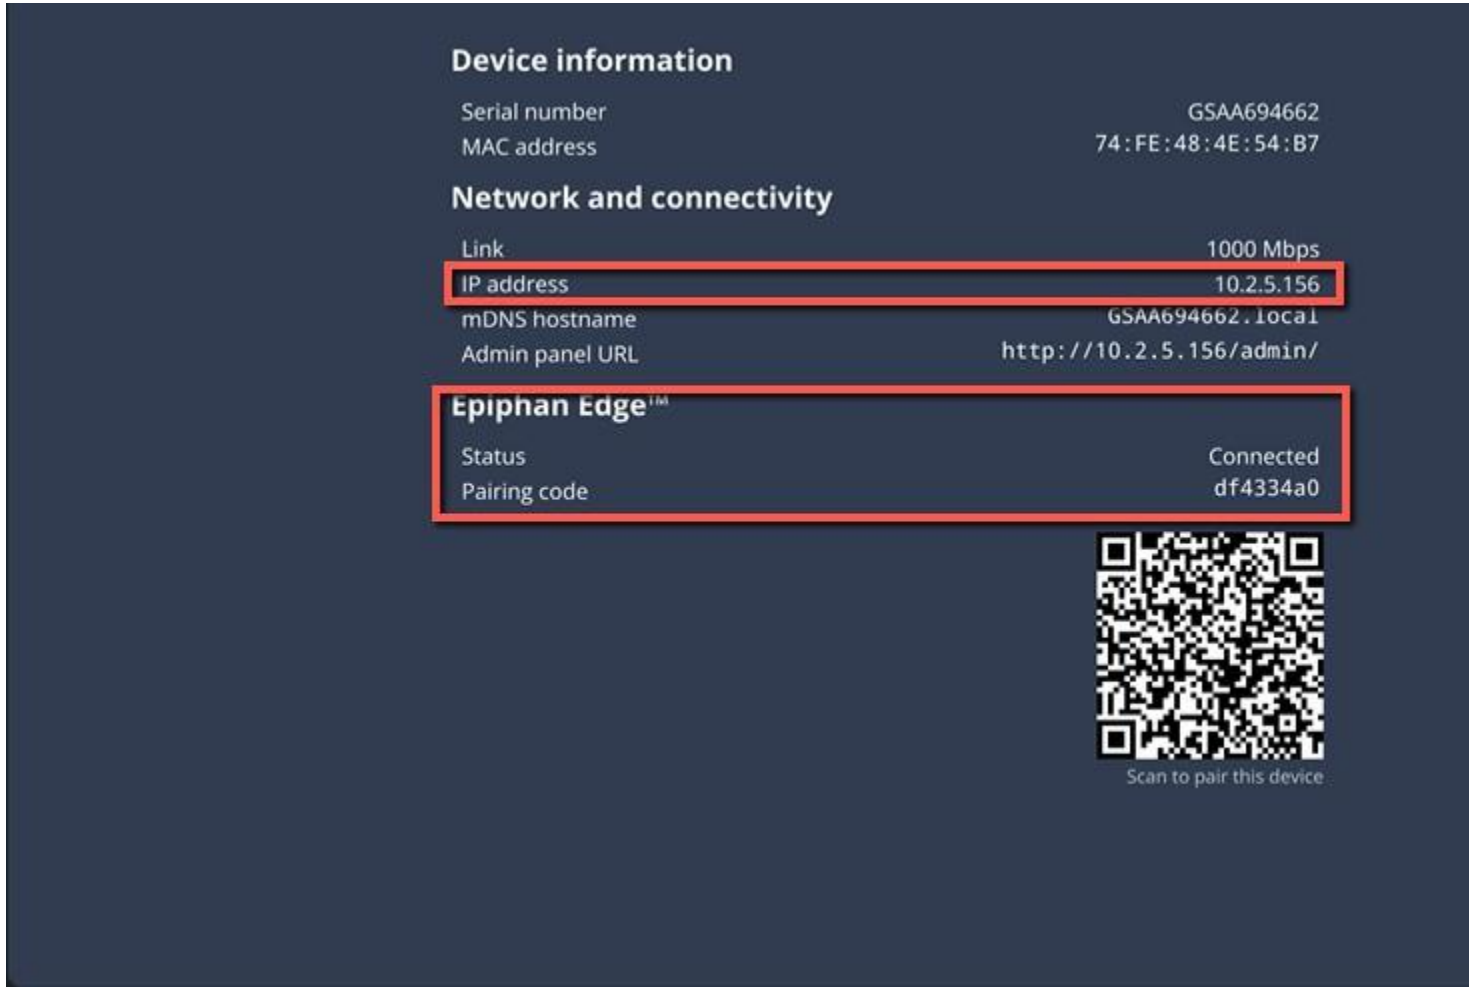 Device information
Serial number GSAA694662
MAC address 74:FE:48:4E:54:B7
Network and connectivity
Link 1000 Mbps
IP address 10.2.5.156
mDNS hostname GSAA694662.local
Admin panel URL http://10.2.5.156/admin/
Epiphan Edge™
Status Connected
Pairing code df4334a0
Scan to pair this device